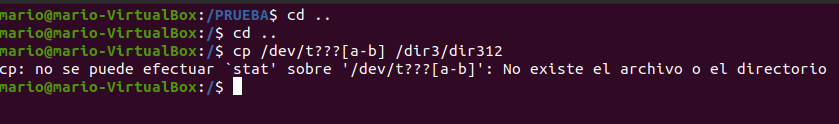 mario@mario-VirtualBox:/PRUEBA$ cd ..
mario@mario-VirtualBox:/$ cd ..
mario@mario-VirtualBox:/$ cp /dev/t???[a-b] /dir3/dir312
cp: no se puede efectuar `stat' sobre '/dev/t???[a-b]': No existe el archivo o el directorio
mario@mario-VirtualBox:/$